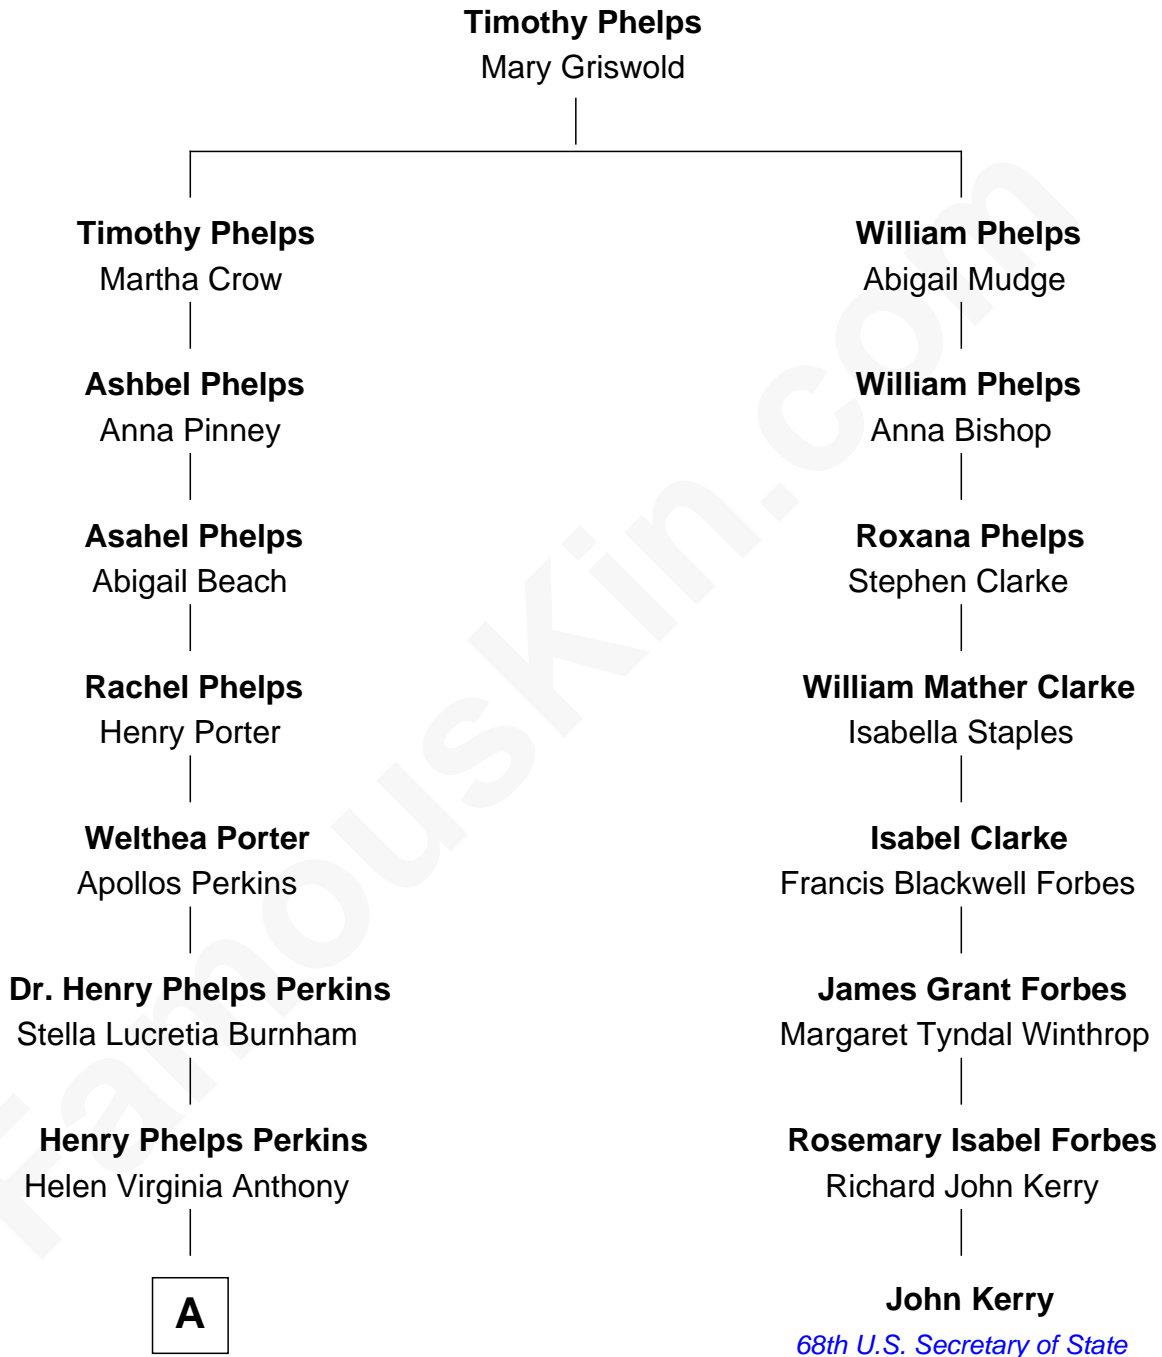 Timothy Phelps
Mary Griswold
Timothy Phelps
Martha Crow
Ashbel Phelps
Anna Pinney
Asahel Phelps
Abigail Beach
Rachel Phelps
Henry Porter
Welthea Porter
Apollos Perkins
Dr. Henry Phelps Perkins
Stella Lucretia Burnham
Henry Phelps Perkins
Helen Virginia Anthony
A
William Phelps
Abigail Mudge
William Phelps
Anna Bishop
Roxana Phelps
Stephen Clarke
William Mather Clarke
Isabella Staples
Isabel Clarke
Francis Blackwell Forbes
James Grant Forbes
Margaret Tyndal Winthrop
Rosemary Isabel Forbes
Richard John Kerry
John Kerry
68th U.S. Secretary of State
FamousKin.com